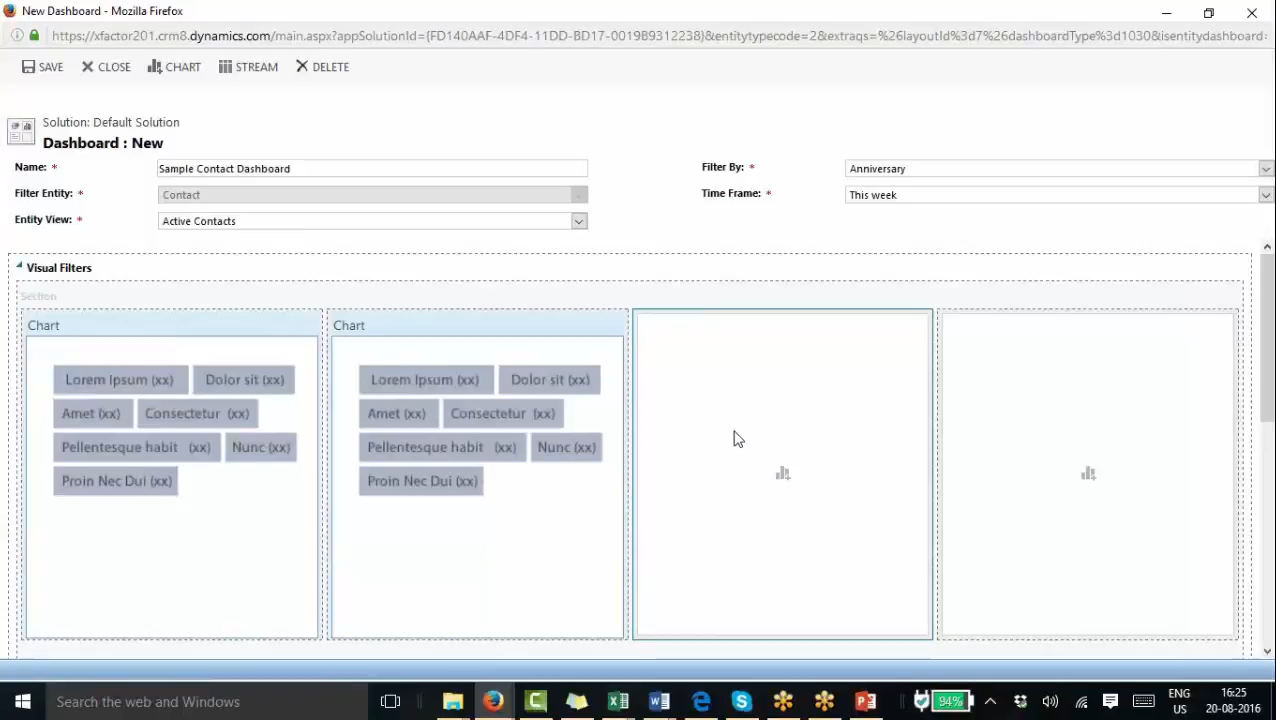 New Dashboard - Mozilla Firefox
https://xfactor201.crm8.dynamics.com/main.aspx?appSolutionId={FD140AAF-4DF4-11DD-BD17-0019B9312238}&entitytypecode=2&extraqs=%26layoutId%3d7%26dashboardType%3d1030&isentitydashboard=
SAVE CLOSE CHART STREAM DELETE
Solution: Default Solution
Dashboard : New
Name: * Sample Contact Dashboard Filter By: * Anniversary
Filter Entity: * Contact Time Frame: * This week
Entity View: * Active Contacts
Visual Filters
Section
Chart Chart
Lorem Ipsum (xx) Dolor sit (xx) Lorem Ipsum (xx) Dolor sit (xx)
Amet (xx) Consectetur (xx) Amet (xx) Consectetur (xx)
Pellentesque habit (xx) Nunc (xx) Pellentesque habit (xx) Nunc (xx)
Proin Nec Dui (xx) Proin Nec Dui (xx)
Search the web and Windows 94% ENG 16:25
US 20-08-2016